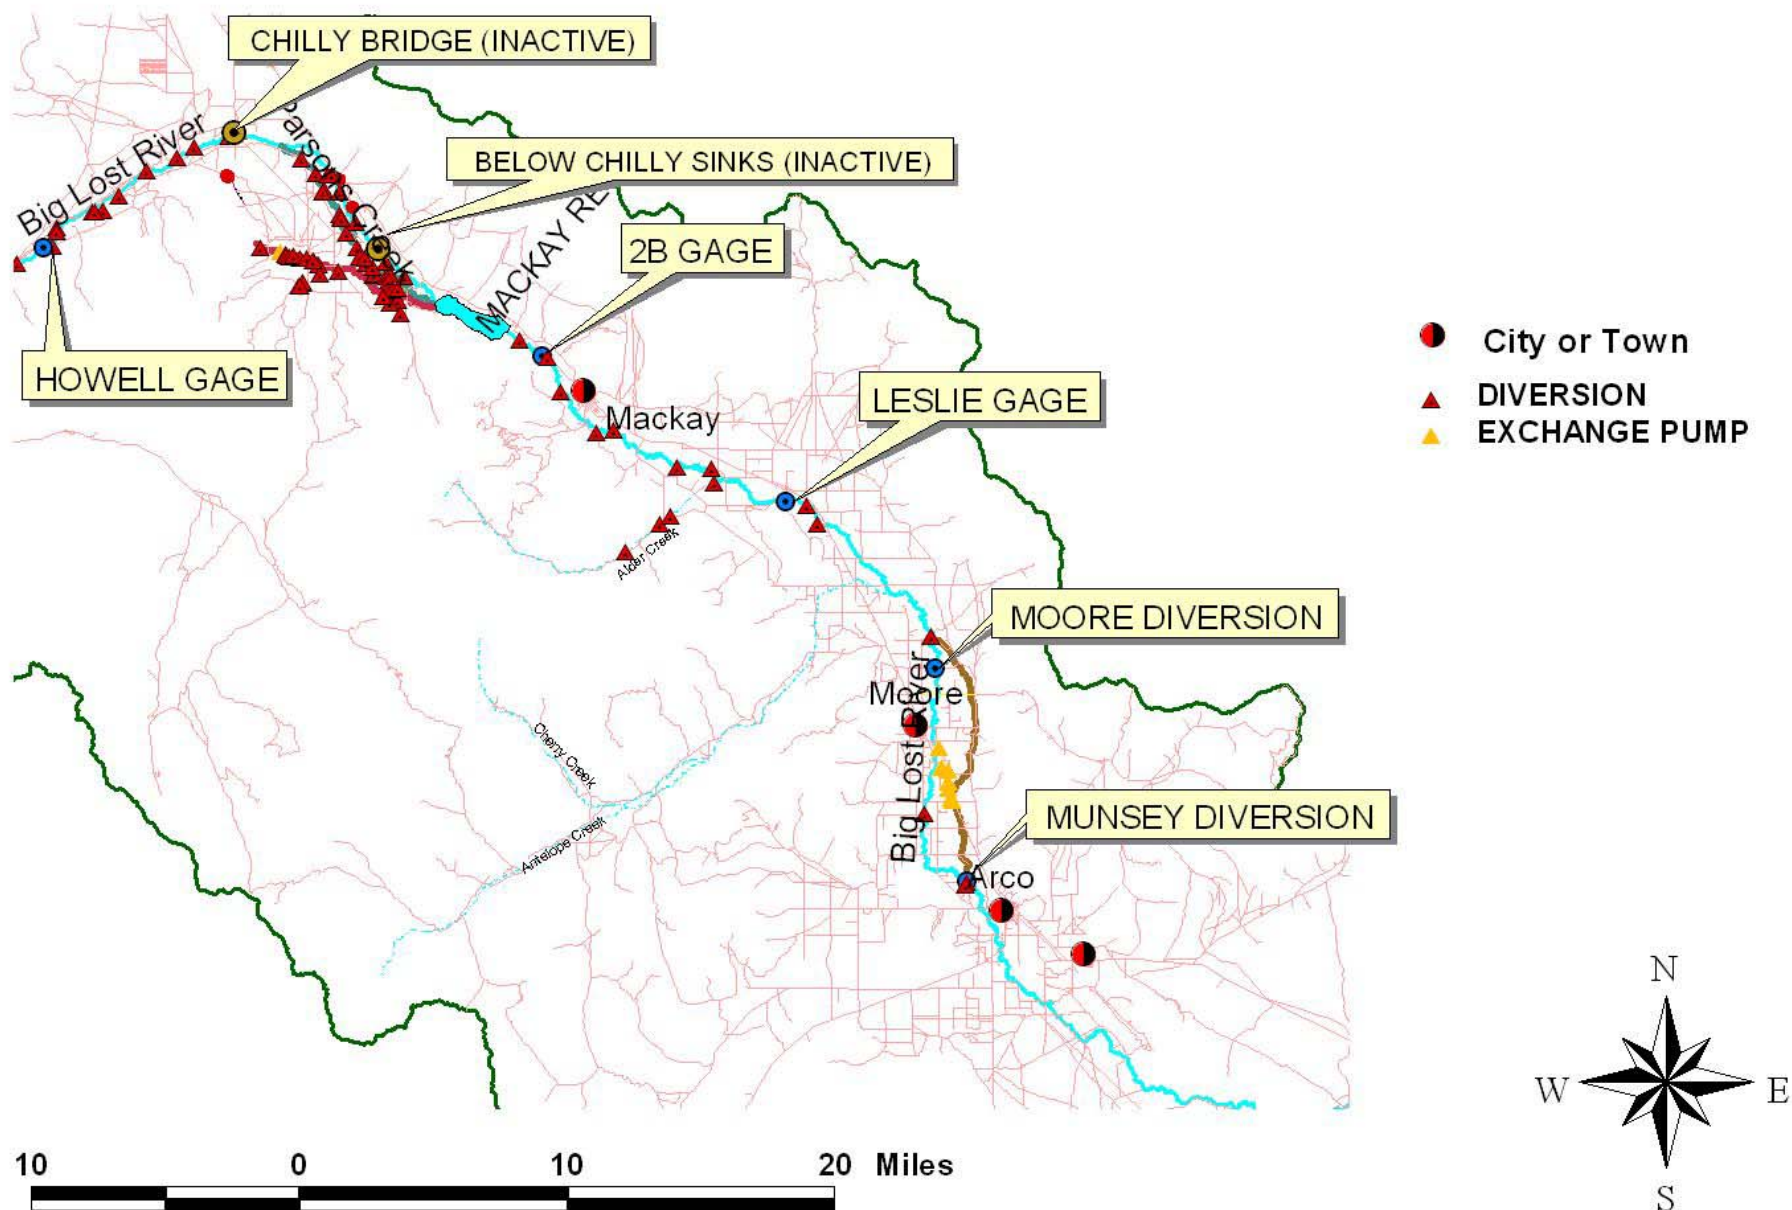 CHILLY BRIDGE (INACTIVE)
Big Lost River
Parsons Creek
BELOW CHILLY SINKS (INACTIVE)
MACKAY RE
2B GAGE
HOWELL GAGE
Mackay
LESLIE GAGE
City or Town
DIVERSION
EXCHANGE PUMP
Alder Creek
MOORE DIVERSION
Moore
Big Lost River
Cherry Creek
Antelope Creek
MUNSEY DIVERSION
Arco
N
W E
S
10 0 10 20 Miles